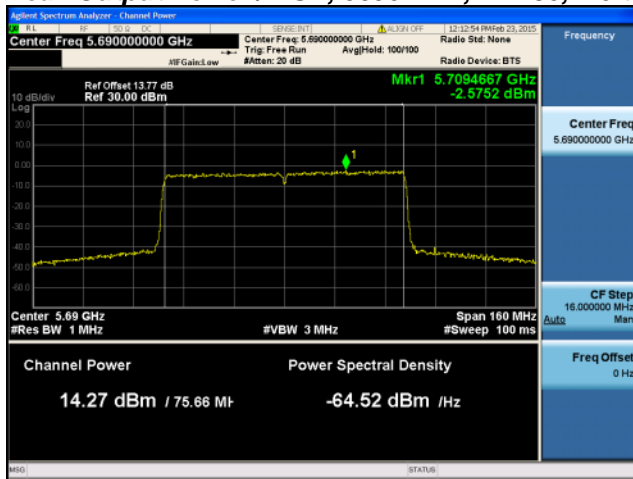 Agilent Spectrum Analyzer - Channel Power
RL RF 50 Ω DC SENSE:INT ALIGN OFF 12:12:54 PM Feb 23, 2015
Center Freq 5.690000000 GHz
Center Freq: 5.690000000 GHz
Radio Std: None
Trig: Free Run Avg|Hold: 100/100
#IFGain:Low #Atten: 20 dB Radio Device: BTS
Ref Offset 13.77 dB
Mkr1 5.7094667 GHz
10 dB/div Ref 30.00 dBm -2.5752 dBm
Log
20.0
10.0
0.00
1
-10.0
-20.0
-30.0
-40.0
-50.0
-60.0
Center 5.69 GHz Span 160 MHz
#Res BW 1 MHz #VBW 3 MHz #Sweep 100 ms
Channel Power Power Spectral Density
14.27 dBm / 75.66 MH -64.52 dBm /Hz
MSG STATUS
Frequency
Center Freq
5.690000000 GHz
CF Step
16.000000 MHz
Auto Man
Freq Offset
0 Hz